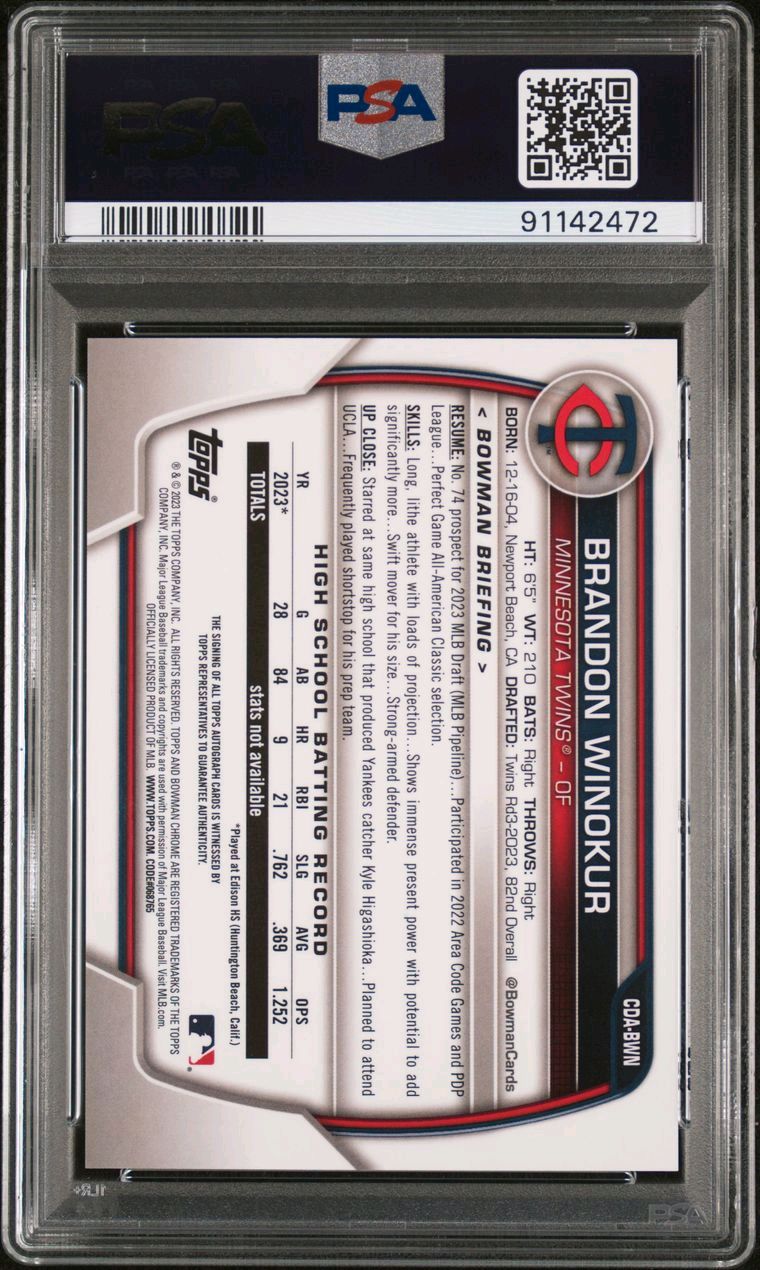 PSA
PSA
PSA PSA PSA
91142472
CDA-BWN
BRANDON WINOKUR
MINNESOTA TWINS® – OF
HT: 6'5" WT: 210 BATS: Right THROWS: Right
BORN: 12-16-04, Newport Beach, CA DRAFTED: Twins Rd3-2023, 82nd Overall @BowmanCards
< BOWMAN BRIEFING >
RESUME: No. 74 prospect for 2023 MLB Draft (MLB Pipeline)...Participated in 2022 Area Code Games and PDP
League...Perfect Game All-American Classic selection.
SKILLS: Long, lithe athlete with loads of projection...Shows immense present power with potential to add
significantly more...Swift mover for his size...Strong-armed defender.
UP CLOSE: Starred at same high school that produced Yankees catcher Kyle Higashioka...Planned to attend
UCLA...Frequently played shortstop for his prep team.
HIGH SCHOOL BATTING RECORD
YR G AB HR RBI SLG AVG OPS
2023* 28 84 9 21 .762 .369 1.252
TOTALS stats not available
*Played at Edison HS (Huntington Beach, Calif.)
THE SIGNING OF ALL TOPPS AUTOGRAPH CARDS IS WITNESSED BY
TOPPS REPRESENTATIVES TO GUARANTEE AUTHENTICITY.
topps®
® & © 2023 THE TOPPS COMPANY, INC. ALL RIGHTS RESERVED. TOPPS AND BOWMAN CHROME ARE REGISTERED TRADEMARKS OF THE TOPPS
COMPANY, INC. Major League Baseball trademarks and copyrights are used with permission of Major League Baseball. Visit MLB.com.
OFFICIALLY LICENSED PRODUCT OF MLB WWW.TOPPS.COM. CODE#068765
PSA